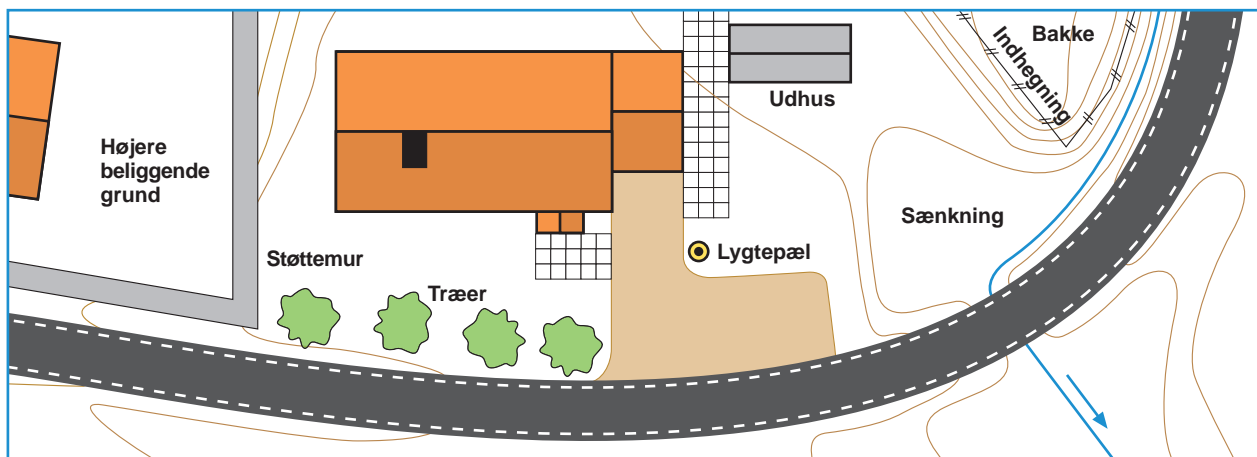 Bakke
Indhegning
Udhus
Højere
beliggende
grund
Sænkning
Støttemur
Lygtepæl
Træer